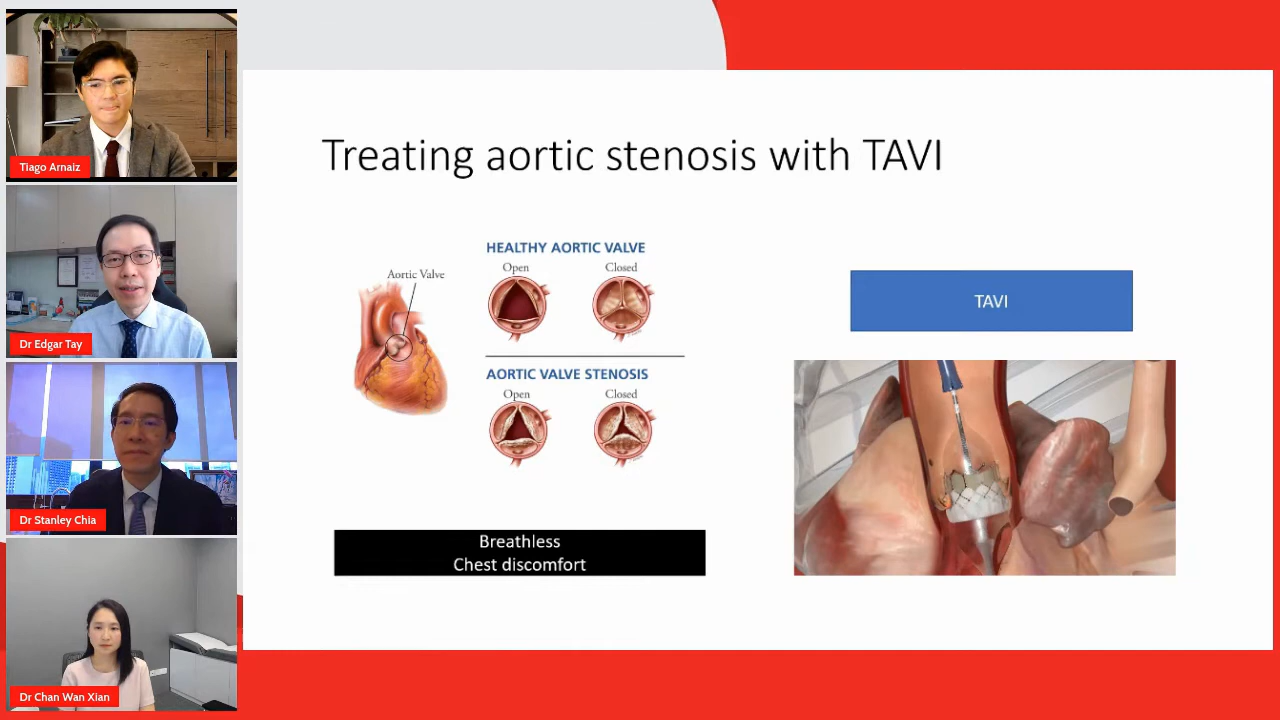 Tiago Arnaiz
Dr Edgar Tay
Dr Stanley Chia
Dr Chan Wan Xian
Treating aortic stenosis with TAVI
Aortic Valve
HEALTHY AORTIC VALVE
Open Closed
AORTIC VALVE STENOSIS
Open Closed
Breathless
Chest discomfort
TAVI